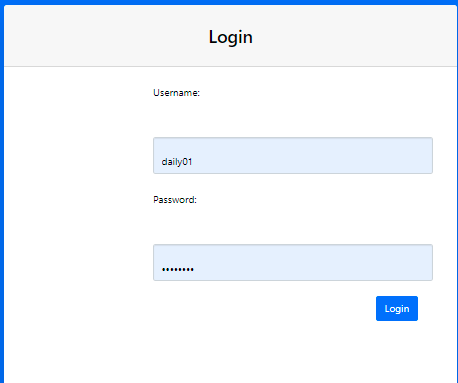 Login
Username:
daily01
Password:
••••••••
Login